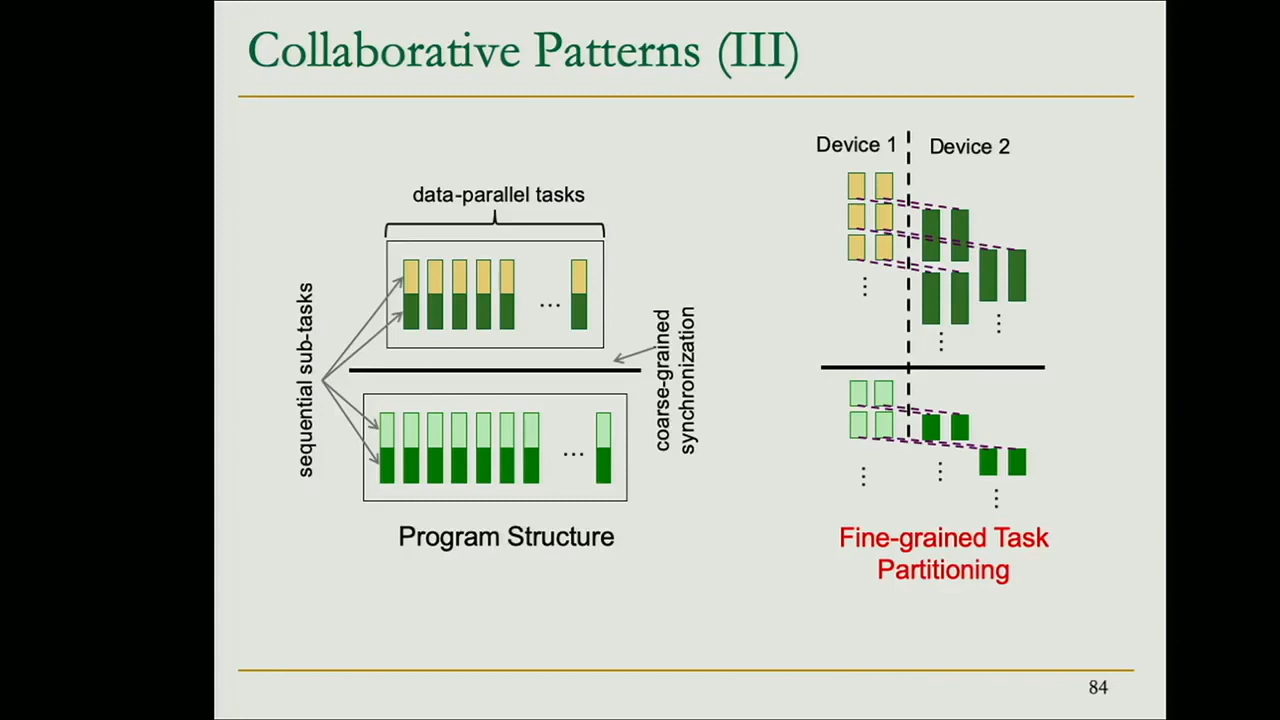 Collaborative Patterns (III)
data-parallel tasks
...
sequential sub-tasks
coarse-grained
synchronization
...
Program Structure
Device 1
Device 2
Fine-grained Task
Partitioning
84